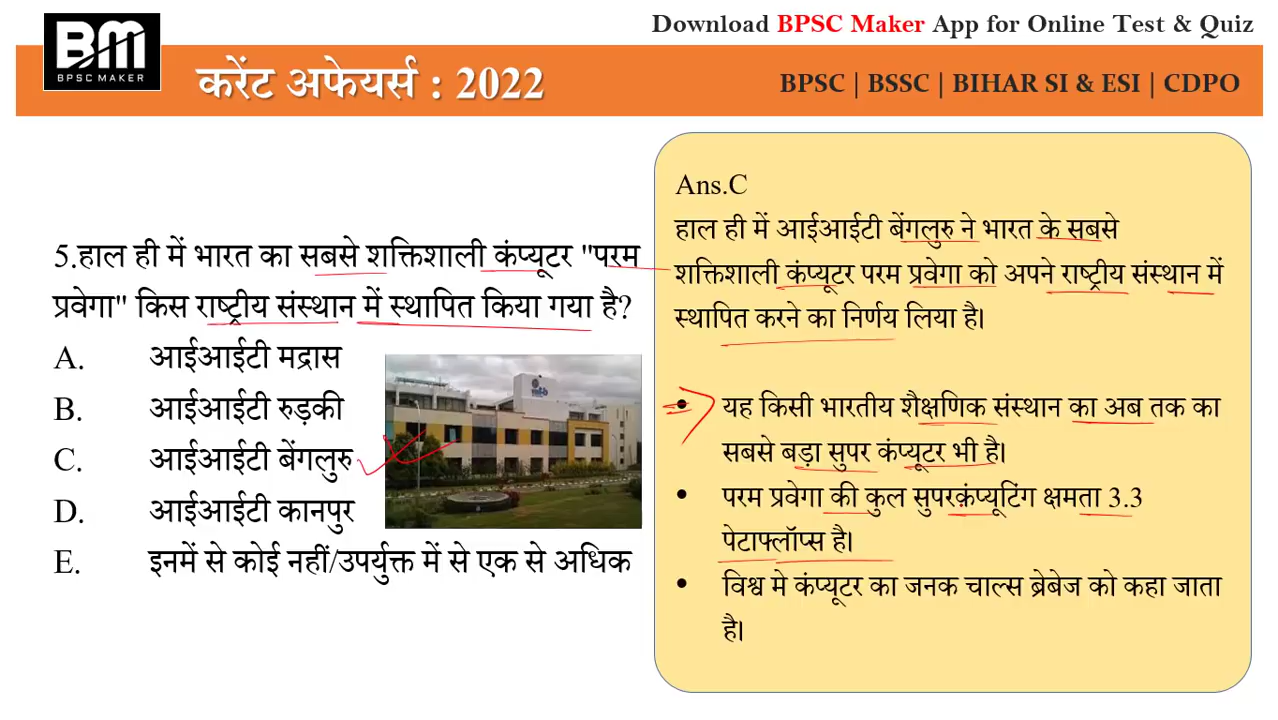 Download BPSC Maker App for Online Test & Quiz
BM
BPSC MAKER
करेंट अफेयर्स : 2022
BPSC | BSSC | BIHAR SI & ESI | CDPO
5.हाल ही में भारत का सबसे शक्तिशाली कंप्यूटर "परम
प्रवेगा" किस राष्ट्रीय संस्थान में स्थापित किया गया है?
A. आईआईटी मद्रास
B. आईआईटी रुड़की
C. आईआईटी बेंगलुरु
D. आईआईटी कानपुर
E. इनमें से कोई नहीं/उपर्युक्त में से एक से अधिक
Ans.C
हाल ही में आईआईटी बेंगलुरु ने भारत के सबसे
शक्तिशाली कंप्यूटर परम प्रवेगा को अपने राष्ट्रीय संस्थान में
स्थापित करने का निर्णय लिया है।
• यह किसी भारतीय शैक्षणिक संस्थान का अब तक का
सबसे बड़ा सुपर कंप्यूटर भी है।
• परम प्रवेगा की कुल सुपरकंप्यूटिंग क्षमता 3.3
पेटाफ्लॉप्स है।
• विश्व मे कंप्यूटर का जनक चाल्स ब्रेबेज को कहा जाता
है।